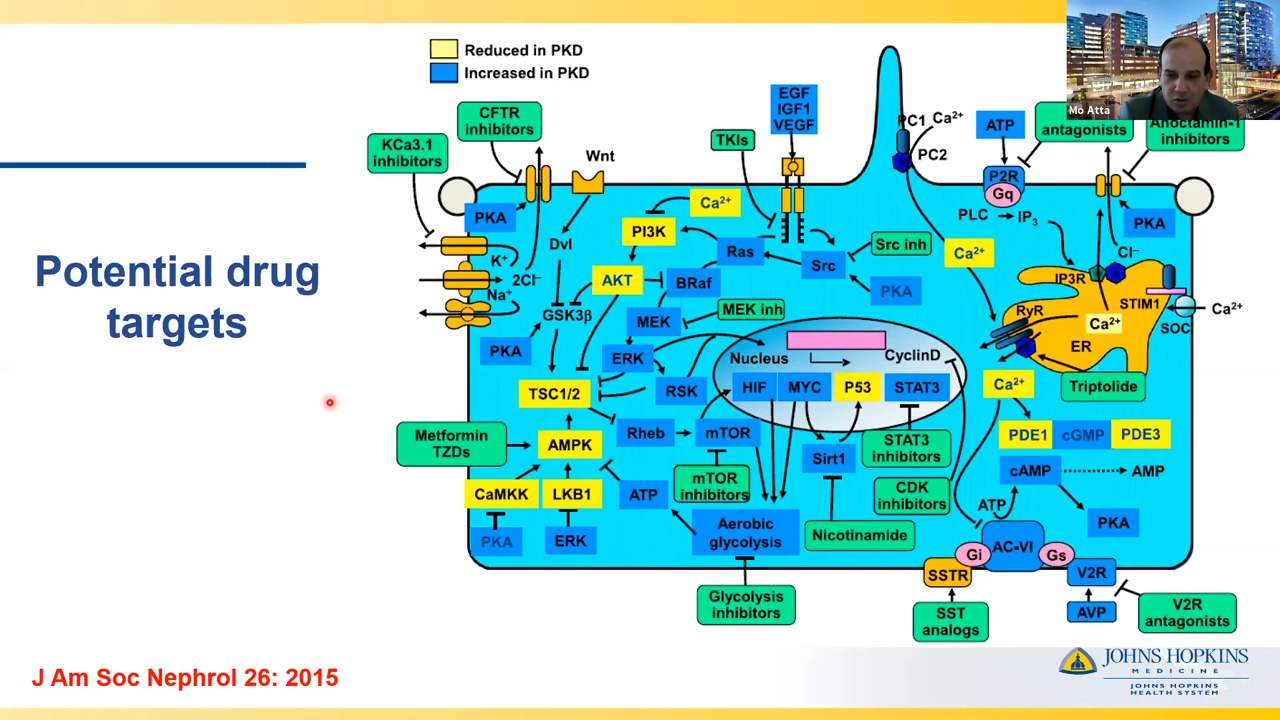 Reduced in PKD
Increased in PKD
Mo Atta
Potential drug
targets
CFTR
inhibitors
KCa3.1
inhibitors
Wnt
TKIs
EGF
IGF1
VEGF
PC1
Ca²⁺
PC2
ATP
antagonists
Anoctamin-1
inhibitors
PKA
Ca²⁺
P2R
Gq
PLC
IP₃
PKA
PI3K
Dvl
Ras
Src
Src inh
Ca²⁺
Cl⁻
K⁺
2Cl⁻
Na⁺
AKT
BRaf
PKA
IP3R
STIM1
SOC
Ca²⁺
GSK3β
MEK
MEK inh
RyR
Ca²⁺
ER
PKA
ERK
Nucleus
CyclinD
TSC1/2
RSK
HIF
MYC
P53
STAT3
Ca²⁺
Triptolide
Metformin
TZDs
AMPK
Rheb
mTOR
Sirt1
STAT3
inhibitors
PDE1
cGMP
PDE3
cAMP
AMP
CaMKK
LKB1
ATP
mTOR
inhibitors
CDK
inhibitors
ATP
PKA
PKA
ERK
Aerobic
glycolysis
Nicotinamide
Gi
AC-VI
Gs
SSTR
V2R
Glycolysis
inhibitors
SST
analogs
AVP
V2R
antagonists
J Am Soc Nephrol 26: 2015
JOHNS HOPKINS
MEDICINE
JOHNS HOPKINS
HEALTH SYSTEM